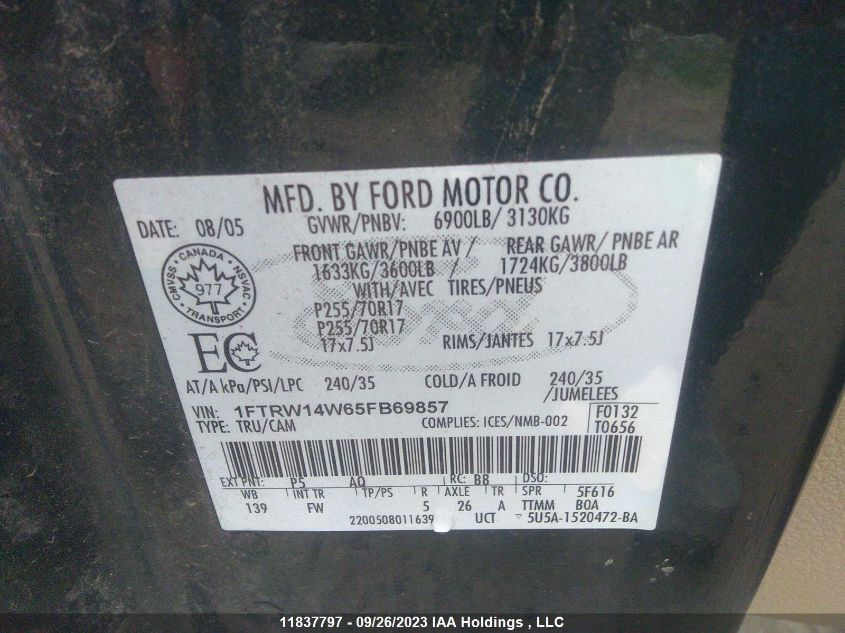 MFD. BY FORD MOTOR CO.
DATE: 08/05 GVWR/PNBV: 6900LB/ 3130KG
FRONT GAWR/PNBE AV / REAR GAWR/ PNBE AR
1633KG/3600LB / 1724KG/3800LB
WITH/AVEC TIRES/PNEUS
P255/70R17
P255/70R17
17x7.5J RIMS/JANTES 17x7.5J
CMVSS CANADA NSVAC
977
TRANSPORT
EC
AT/A kPa/PSI/LPC 240/35 COLD/A FROID 240/35
/JUMELEES
VIN: 1FTRW14W65FB69857 F0132
TYPE: TRU/CAM COMPLIES: ICES/NMB-002 T0656
EXT PNT: P5 AQ RC: BB DSO:
WB INT TR TP/PS R AXLE TR SPR 5F616
139 FW 5 26 A TTMM BOA
2200508011639 UCT 5U5A-1520472-BA
11837797 - 09/26/2023 IAA Holdings , LLC